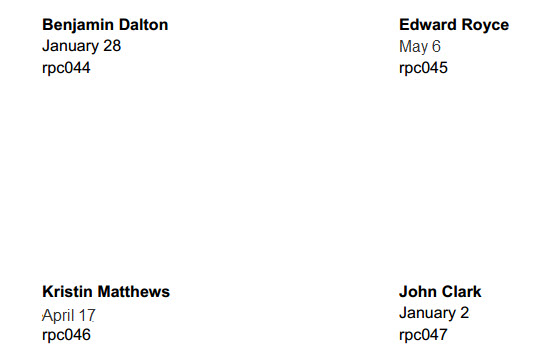 Benjamin Dalton
January 28
rpc044
Edward Royce
May 6
rpc045
Kristin Matthews
April 17
rpc046
John Clark
January 2
rpc047